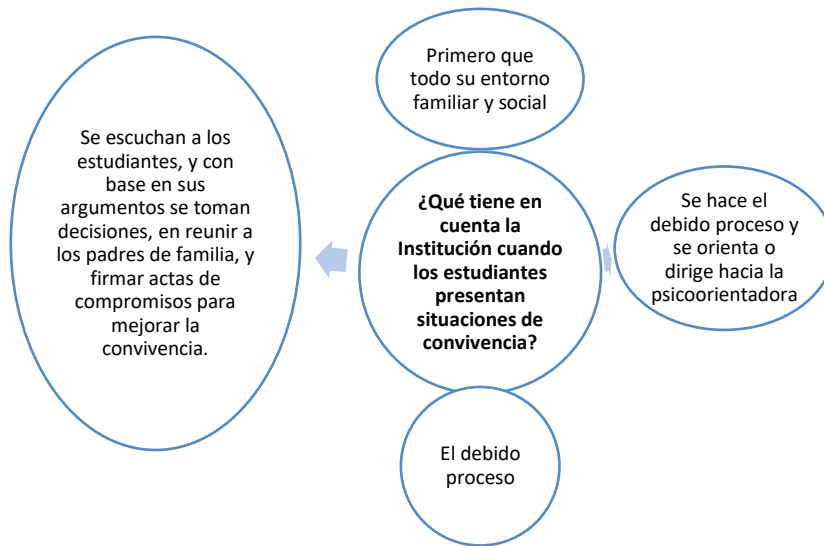 Primero que
todo su entorno
familiar y social
Se escuchan a los
estudiantes, y con
base en sus
argumentos se toman
decisiones, en reunir a
a los padres de familia, y
firmar actas de
compromisos para
mejorar la
convivencia.
¿Qué tiene en
cuenta la
Institución cuando
los estudiantes
presentan
situaciones de
convivencia?
Se hace el
debido proceso y
se orienta o
dirige hacia la
psicoorientadora
El debido
proceso